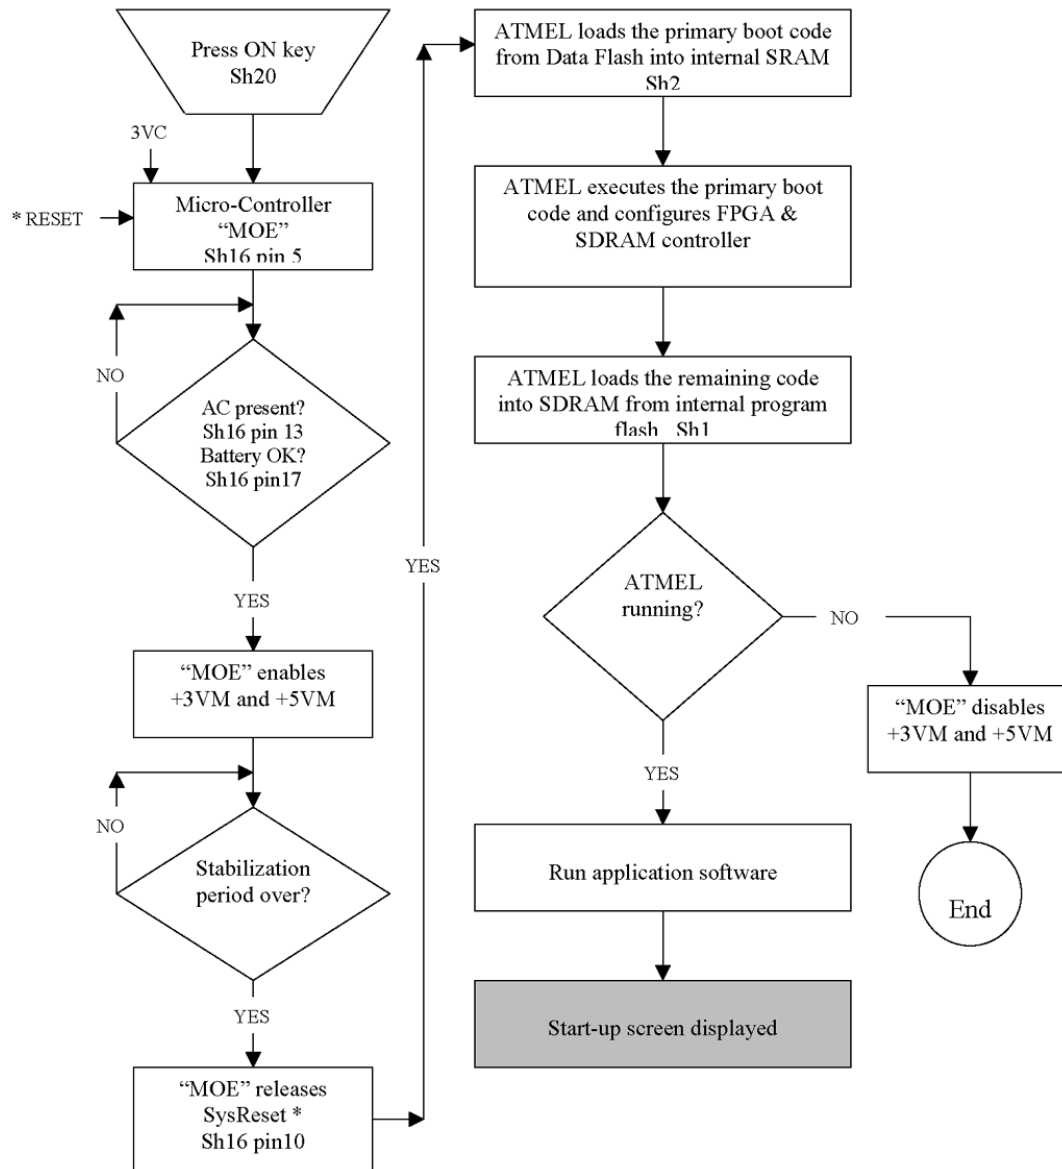 Press ON key
Sh20
3VC
* RESET
Micro-Controller
“MOE”
Sh16 pin 5
NO
AC present?
Sh16 pin 13
Battery OK?
Sh16 pin17
YES
“MOE” enables
+3VM and +5VM
NO
Stabilization
period over?
YES
“MOE” releases
SysReset *
Sh16 pin10
YES
ATMEL loads the primary boot code
from Data Flash into internal SRAM
Sh2
ATMEL executes the primary boot
code and configures FPGA &
SDRAM controller
ATMEL loads the remaining code
into SDRAM from internal program
flash Sh1
ATMEL
running?
NO
“MOE” disables
+3VM and +5VM
End
YES
Run application software
Start-up screen displayed